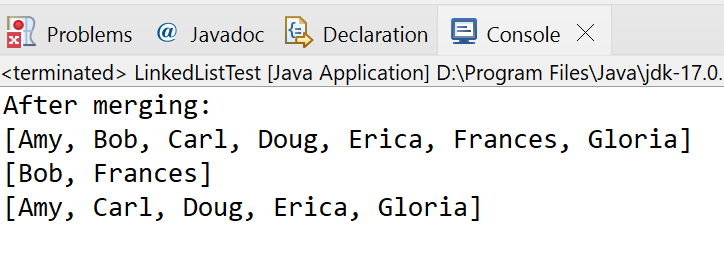 Problems @ Javadoc Declaration Console
<terminated> LinkedListTest [Java Application] D:\Program Files\Java\jdk-17.0.
After merging:
[Amy, Bob, Carl, Doug, Erica, Frances, Gloria]
[Bob, Frances]
[Amy, Carl, Doug, Erica, Gloria]